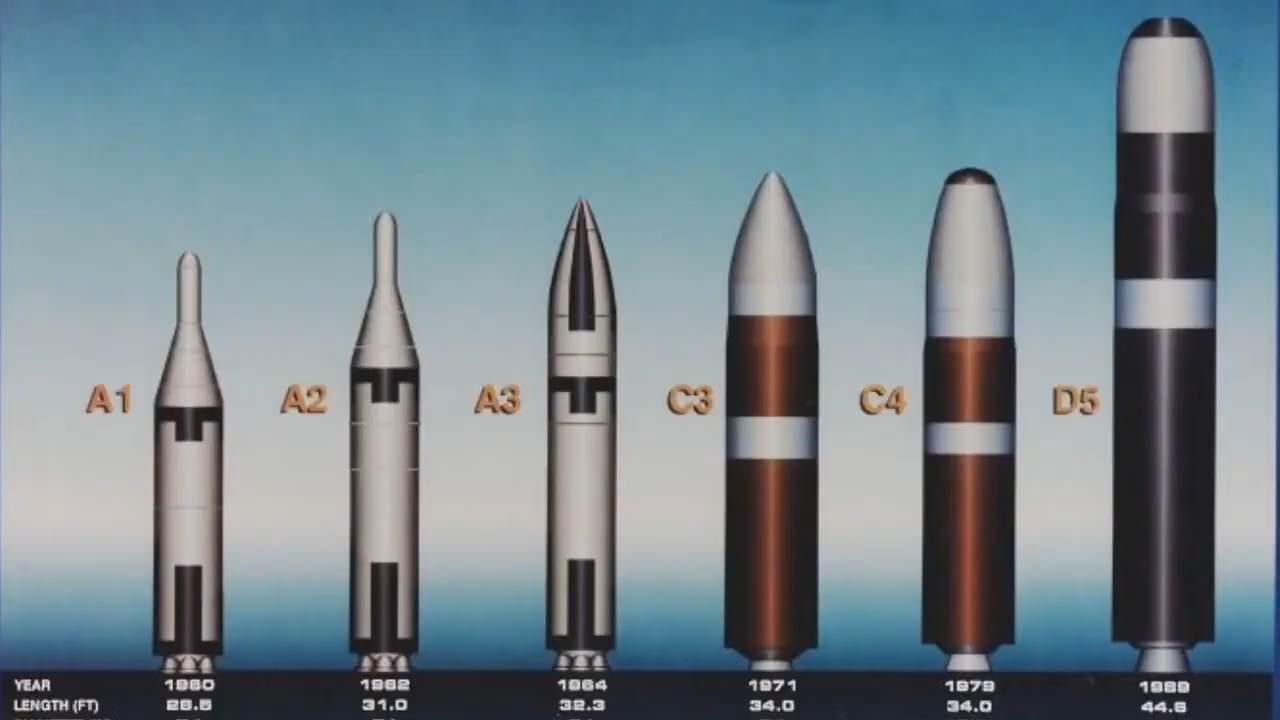 A1 A2 A3 C3 C4 D5
YEAR 1960 1962 1964 1971 1979 1989
LENGTH (FT) 28.5 31.0 32.3 34.0 34.0 44.6